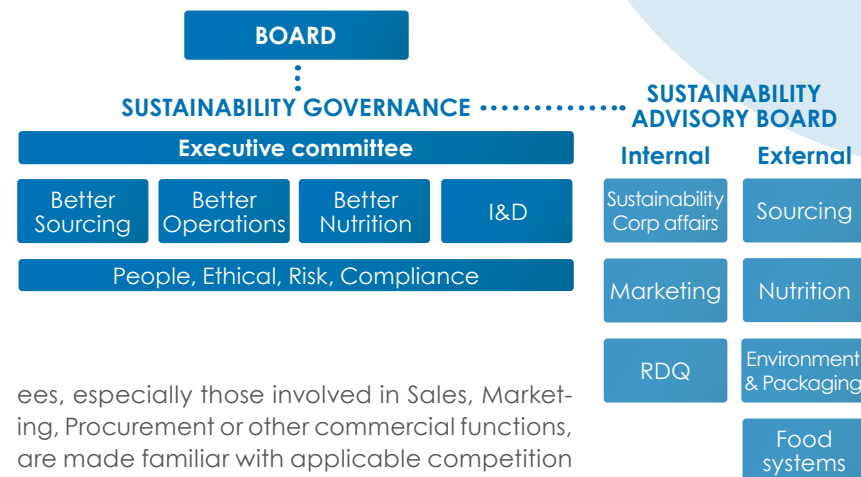 BOARD
SUSTAINABILITY GOVERNANCE
Executive committee
Better
Sourcing
Better
Operations
Better
Nutrition
I&D
People, Ethical, Risk, Compliance
SUSTAINABILITY
ADVISORY BOARD
Internal
Sustainability
Corp affairs
Marketing
RDQ
External
Sourcing
Nutrition
Environment
& Packaging
Food
systems
ees, especially those involved in Sales, Market-
ing, Procurement or other commercial functions,
are made familiar with applicable competition